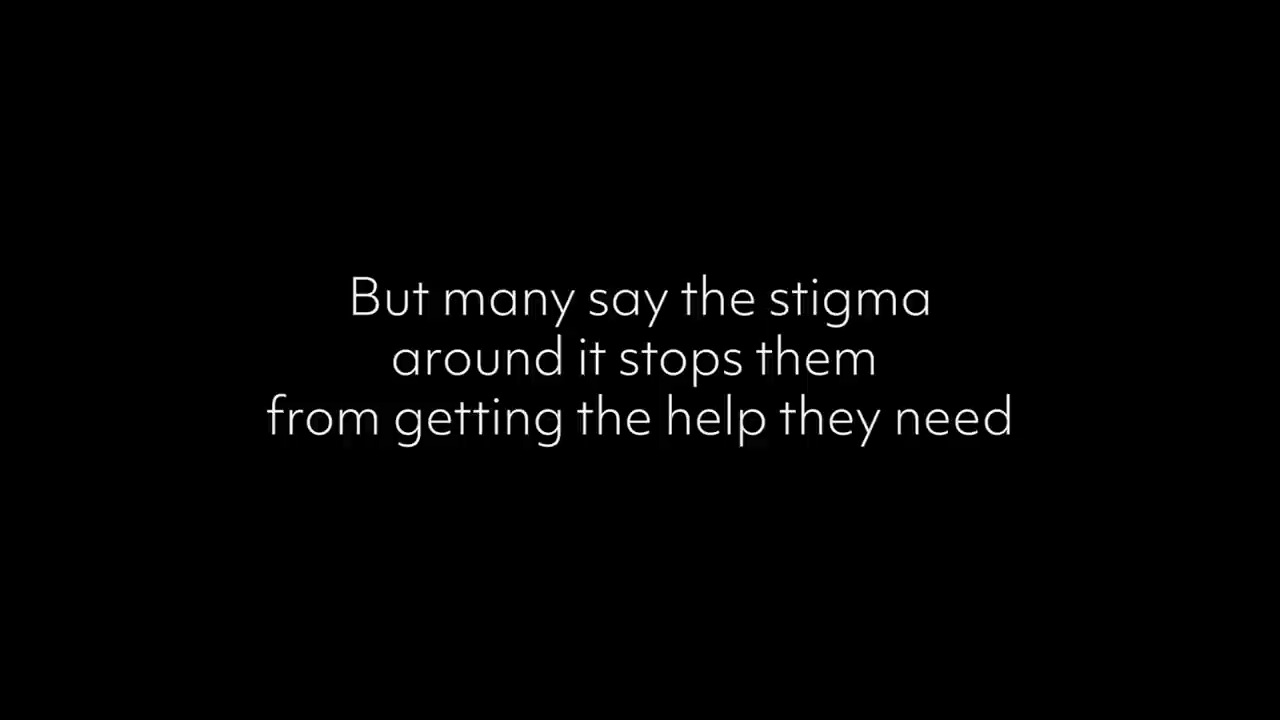 But many say the stigma
around it stops them
from getting the help they need